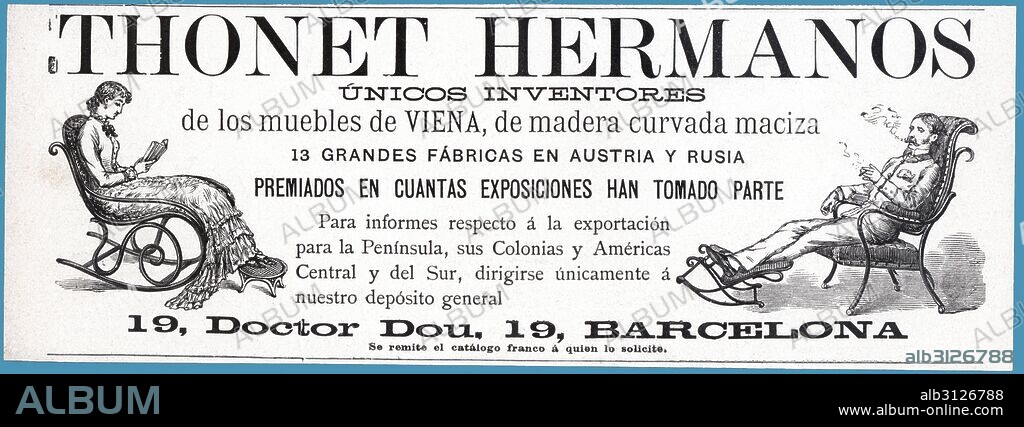 THONET HERMANOS
ÚNICOS INVENTORES
de los muebles de VIENA, de madera curvada maciza
13 GRANDES FÁBRICAS EN AUSTRIA Y RUSIA
PREMIADOS EN CUANTAS EXPOSICIONES HAN TOMADO PARTE
Para informes respecto á la exportación
para la Península, sus Colonias y Américas
Central y del Sur, dirigirse únicamente á
nuestro depósito general
19, Doctor Dou, 19, BARCELONA
Se remite el catálogo franco á quien lo solicite.
alb3126788
ALBUM
alb3126788
www.album-online.com